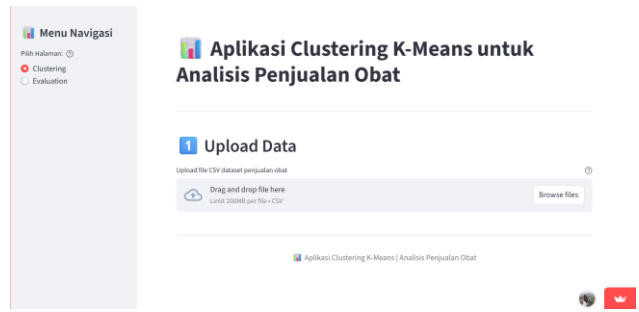 Menu Navigasi
Pilih Halaman:
Clustering
Evaluation
Aplikasi Clustering K-Means untuk
Analisis Penjualan Obat
1 Upload Data
Upload file CSV dataset penjualan obat
Drag and drop file here
Limit 200MB per file • CSV
Browse files
Aplikasi Clustering K-Means | Analisis Penjualan Obat